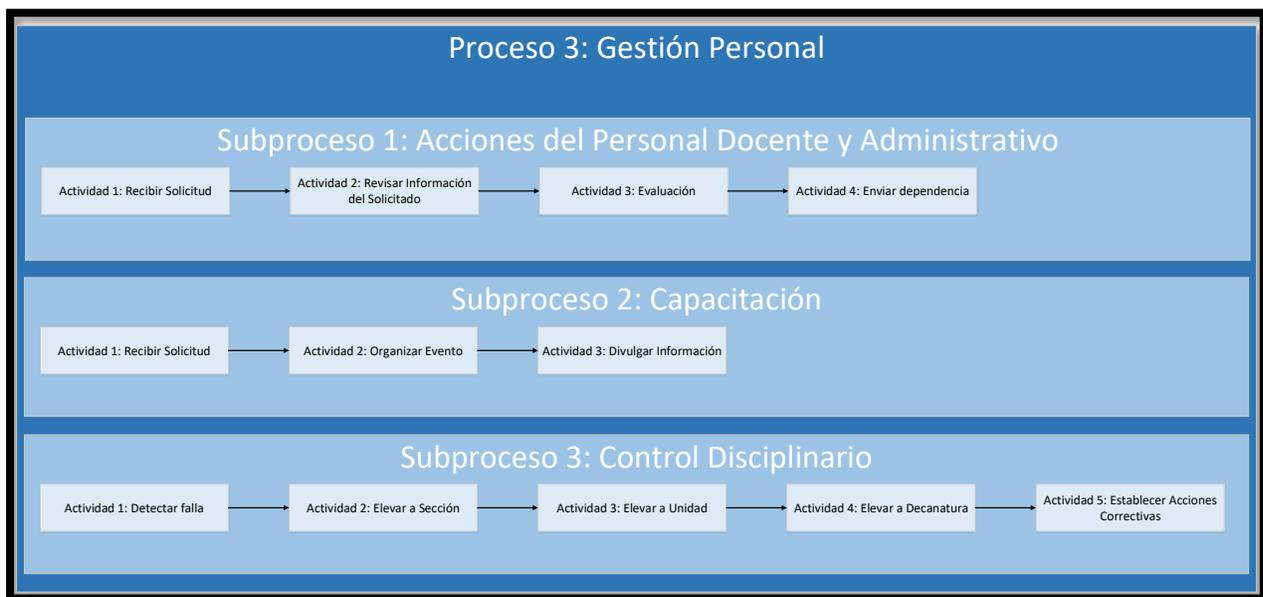 Proceso 3: Gestión Personal
Subproceso 1: Acciones del Personal Docente y Administrativo
Actividad 1: Recibir Solicitud
Actividad 2: Revisar Información
del Solicitado
Actividad 3: Evaluación
Actividad 4: Enviar dependencia
Subproceso 2: Capacitación
Actividad 1: Recibir Solicitud
Actividad 2: Organizar Evento
Actividad 3: Divulgar Información
Subproceso 3: Control Disciplinario
Actividad 1: Detectar falla
Actividad 2: Elevar a Sección
Actividad 3: Elevar a Unidad
Actividad 4: Elevar a Decanatura
Actividad 5: Establecer Acciones
Correctivas